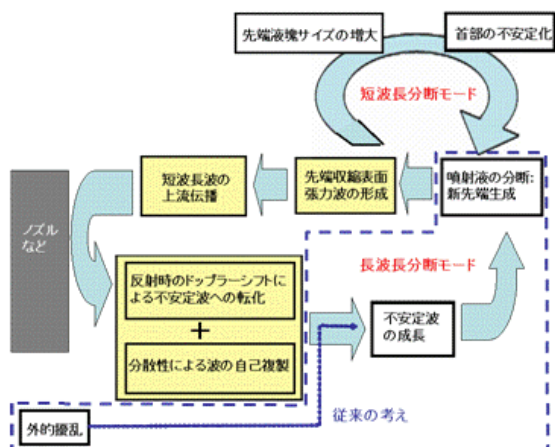 先端液塊サイズの増大
首部の不安定化
短波長分断モード
短波長波の
上流伝播
先端収縮表面
張力波の形成
噴射液の分断:
新先端生成
ノズル
など
反射時のドップラーシフトに
よる不安定波への転化
+
分散性による波の自己複製
長波長分断モード
不安定波
の成長
従来の考え
外的擾乱